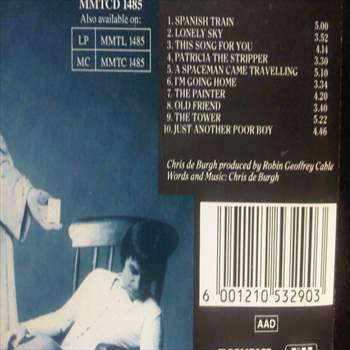 MMTCD 1485
Also available on:
LP MMTL 1485
MC MMTC 1485
1. SPANISH TRAIN 5.00
2. LONELY SKY 3.52
3. THIS SONG FOR YOU 4.14
4. PATRICIA THE STRIPPER 3.30
5. A SPACEMAN CAME TRAVELLING 5.10
6. I'M GOING HOME 3.34
7. THE PAINTER 4.20
8. OLD FRIEND 3.40
9. THE TOWER 5.22
10. JUST ANOTHER POOR BOY 4.46
Chris de Burgh produced by Robin Geoffrey Cable
Words and Music: Chris de Burgh
6 001210 532903
AAD